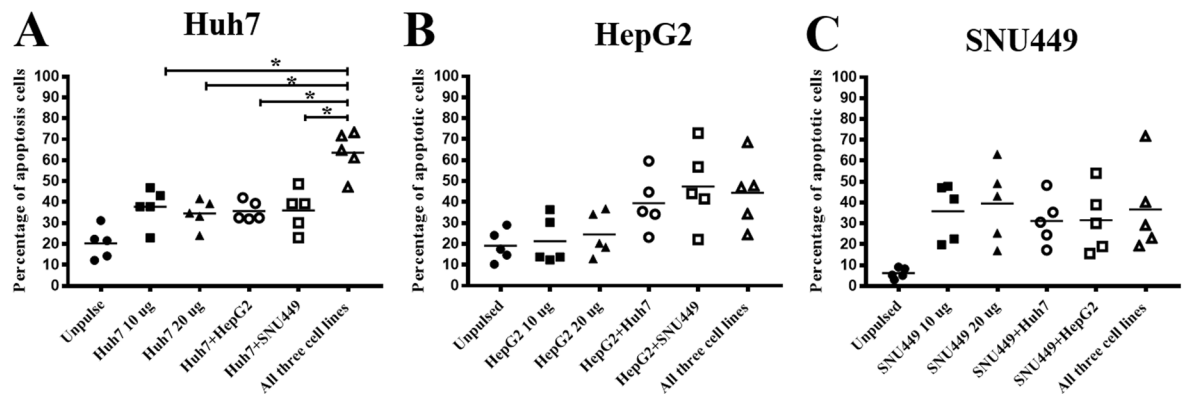 A
Huh7
Percentage of apoptosis cells
100
90
80
70
60
50
40
30
20
10
0
*
*
*
*
Unpulse
Huh7 10 ug
Huh7 20 ug
Huh7+HepG2
Huh7+SNU449
All three cell lines
B
HepG2
Percentage of apoptotic cells
100
90
80
70
60
50
40
30
20
10
0
Unpulsed
HepG2 10 ug
HepG2 20 ug
HepG2+Huh7
HepG2+SNU449
All three cell lines
C
SNU449
Percentage of apoptotic cells
100
90
80
70
60
50
40
30
20
10
0
Unpulsed
SNU449 10 ug
SNU449 20 ug
SNU449+Huh7
SNU449+HepG2
All three cell lines